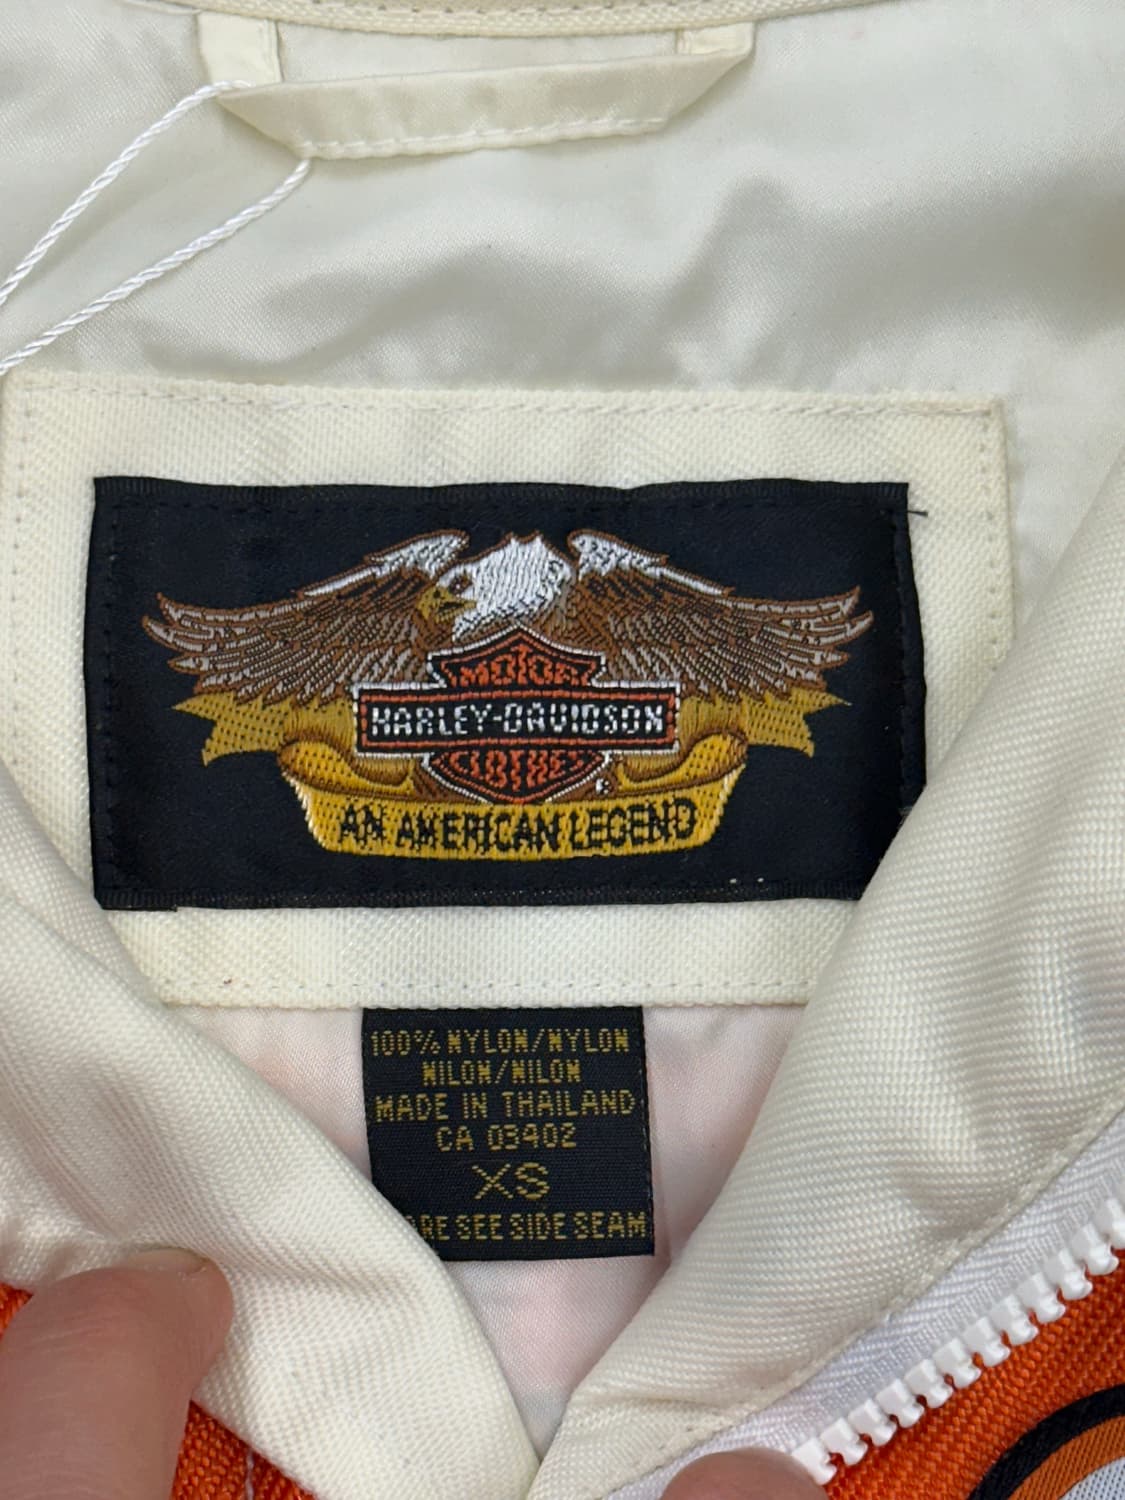 MOTOR
HARLEY-DAVIDSON
CLOTHES
®
AN AMERICAN LEGEND
100% NYLON/NYLON
NILON/NILON
MADE IN THAILAND
CA 03402
XS
RE SEE SIDE SEAM